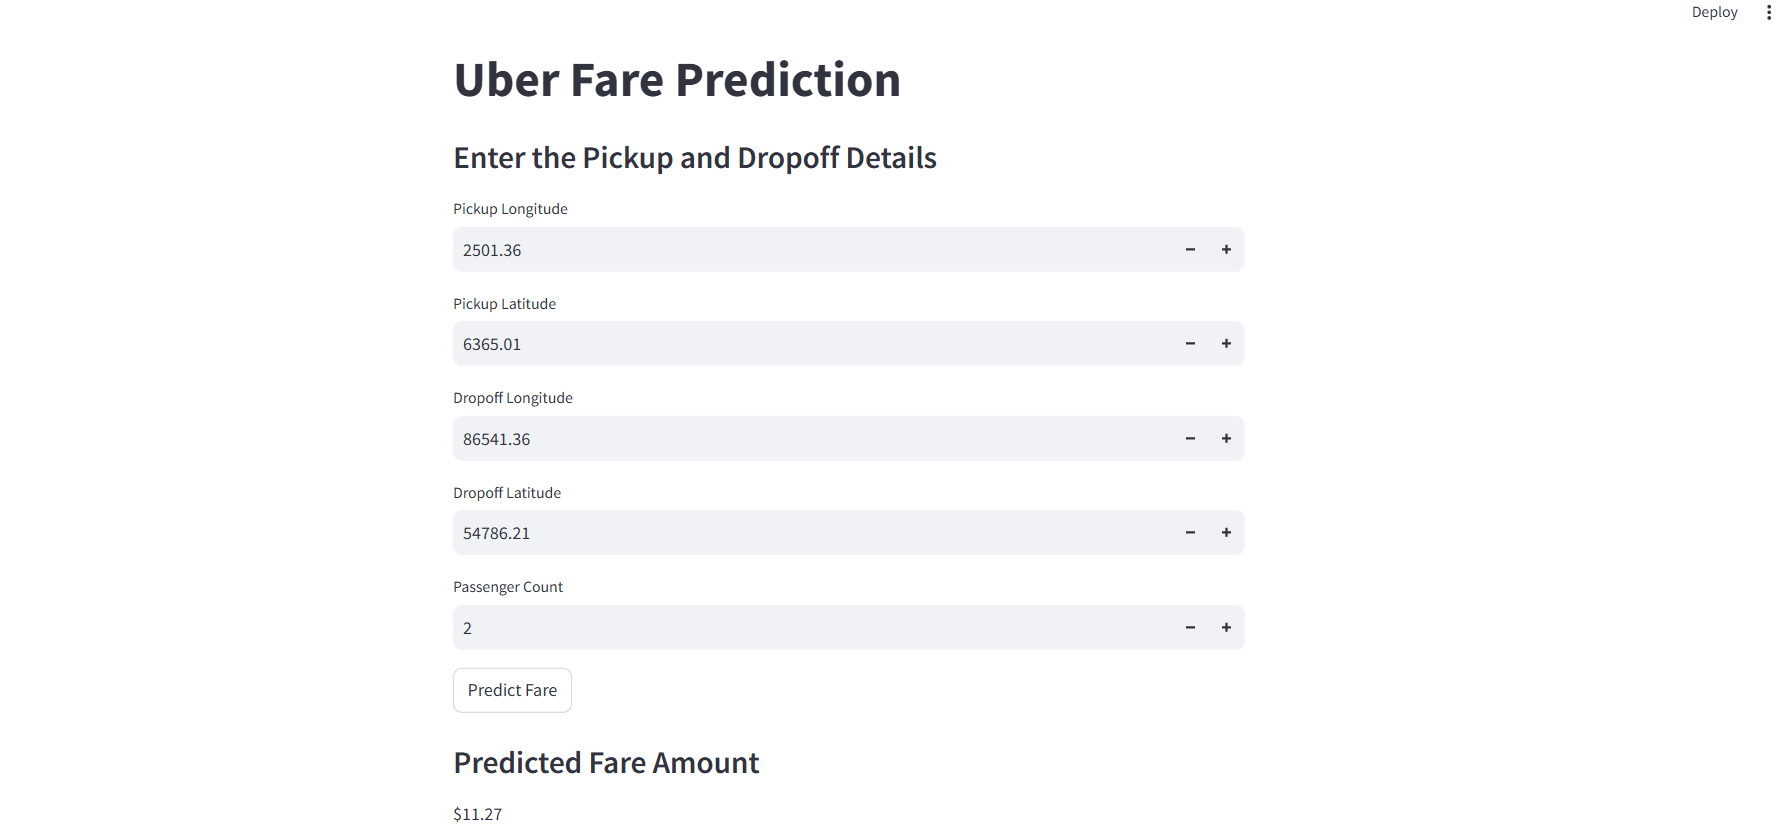 Deploy
Uber Fare Prediction
Enter the Pickup and Dropoff Details
Pickup Longitude
2501.36
Pickup Latitude
6365.01
Dropoff Longitude
86541.36
Dropoff Latitude
54786.21
Passenger Count
2
Predict Fare
Predicted Fare Amount
$11.27